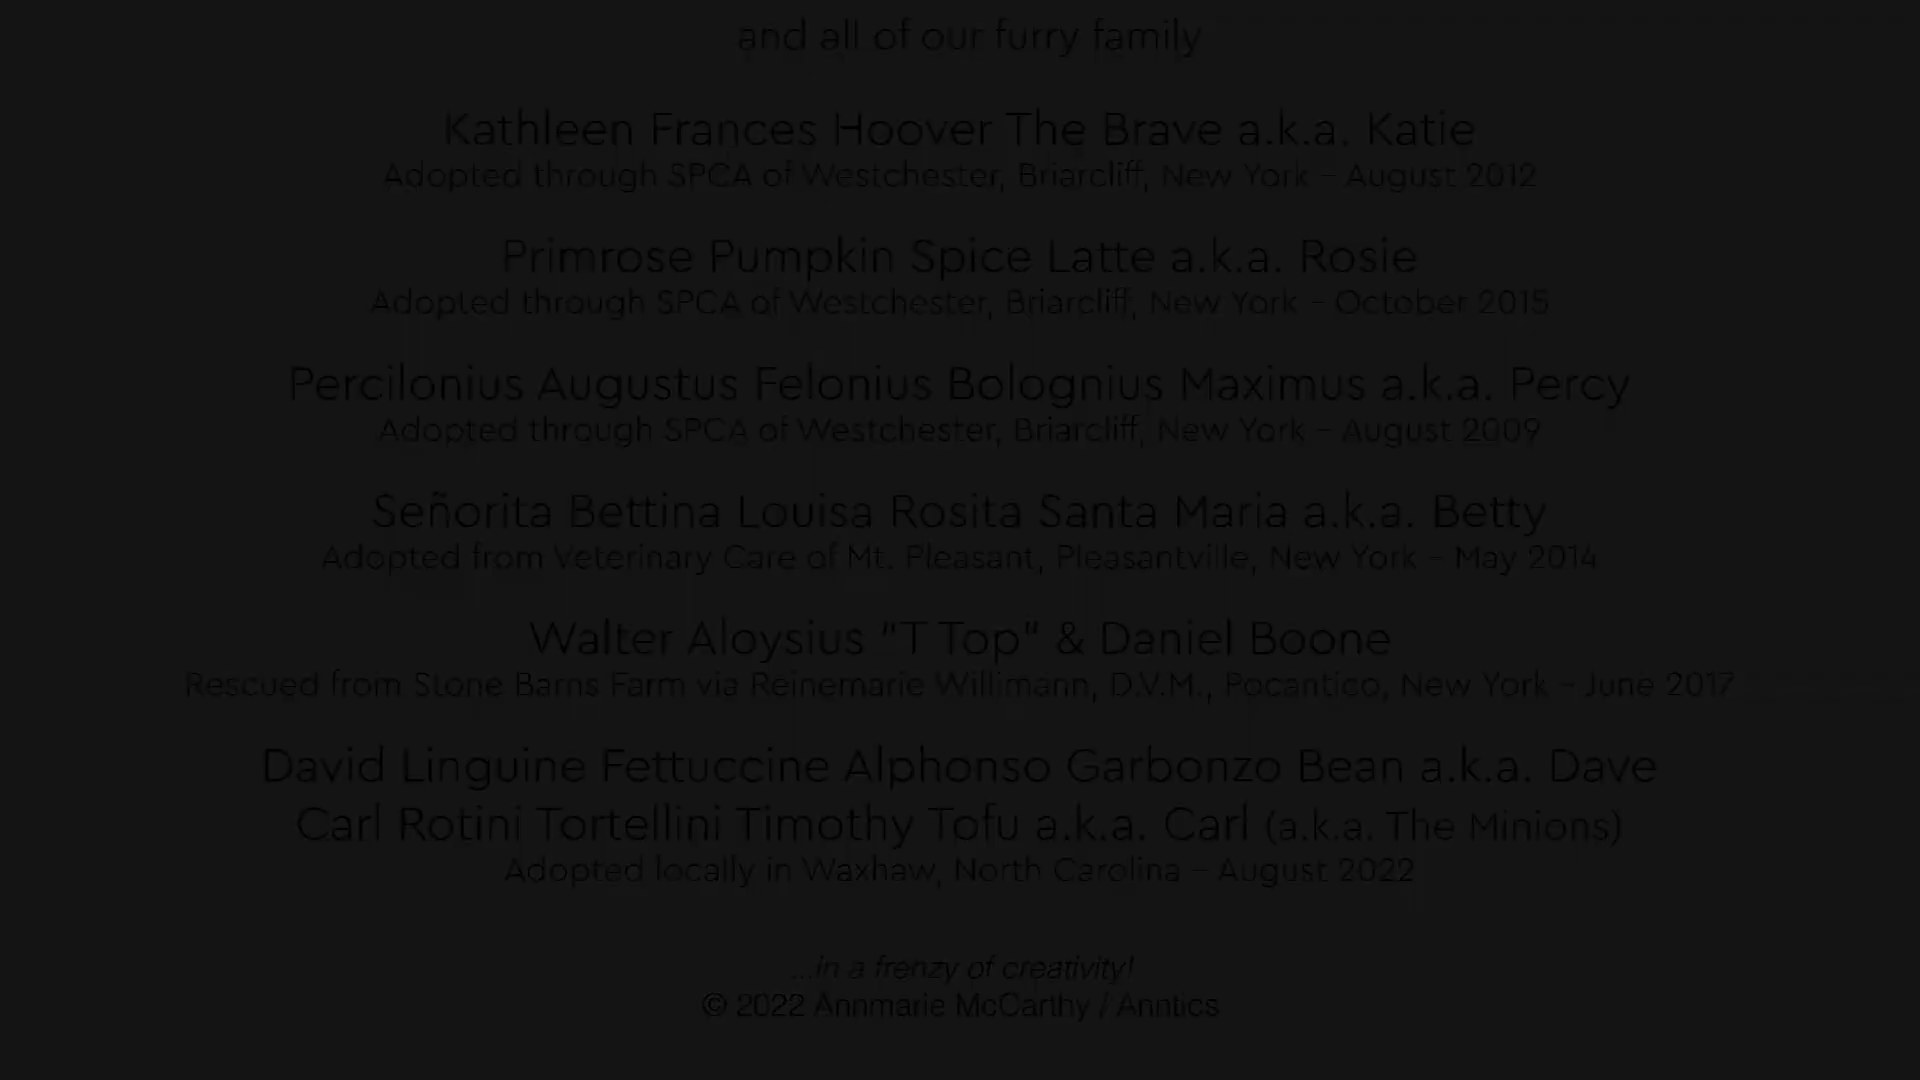 and all of our furry family
Kathleen Frances Hoover The Brave a.k.a. Katie
Adopted through SPCA of Westchester, Briarcliff, New York - August 2012
Primrose Pumpkin Spice Latte a.k.a. Rosie
Adopted through SPCA of Westchester, Briarcliff, New York - October 2015
Percilonius Augustus Felonius Bolognius Maximus a.k.a. Percy
Adopted through SPCA of Westchester, Briarcliff, New York - August 2009
Señorita Bettina Louisa Rosita Santa Maria a.k.a. Betty
Adopted from Veterinary Care of Mt. Pleasant, Pleasantville, New York - May 2014
Walter Aloysius "T Top" & Daniel Boone
Rescued from Stone Barns Farm via Reinemarie Willimann, D.V.M., Pocantico, New York - June 2017
David Linguine Fettuccine Alphonso Garbonzo Bean a.k.a. Dave
Carl Rotini Tortellini Timothy Tofu a.k.a. Carl (a.k.a. The Minions)
Adopted locally in Waxhaw, North Carolina - August 2022
...in a frenzy of creativity!
© 2022 Annmarie McCarthy / Anntics